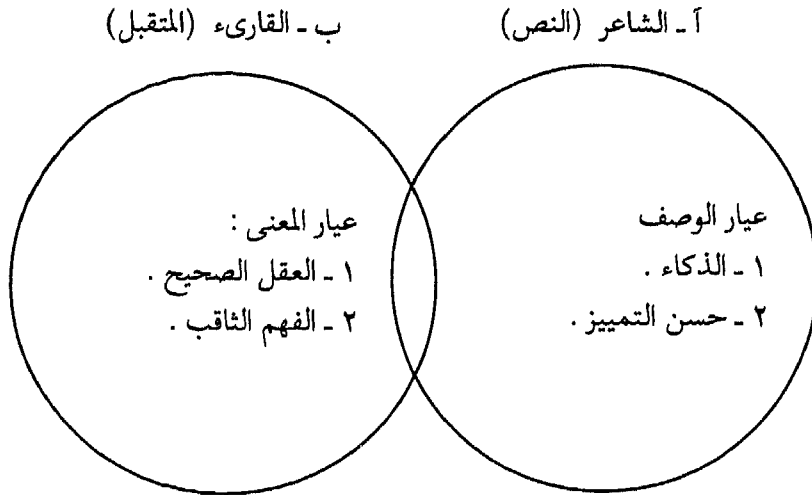 آ ـ الشاعر (النص)
ب ـ القارىء (المتقبل)
عيار الوصف
١ ـ الذكاء .
٢ ـ حسن التمييز .
عيار المعنى :
١ ـ العقل الصحيح .
٢ ـ الفهم الثاقب .